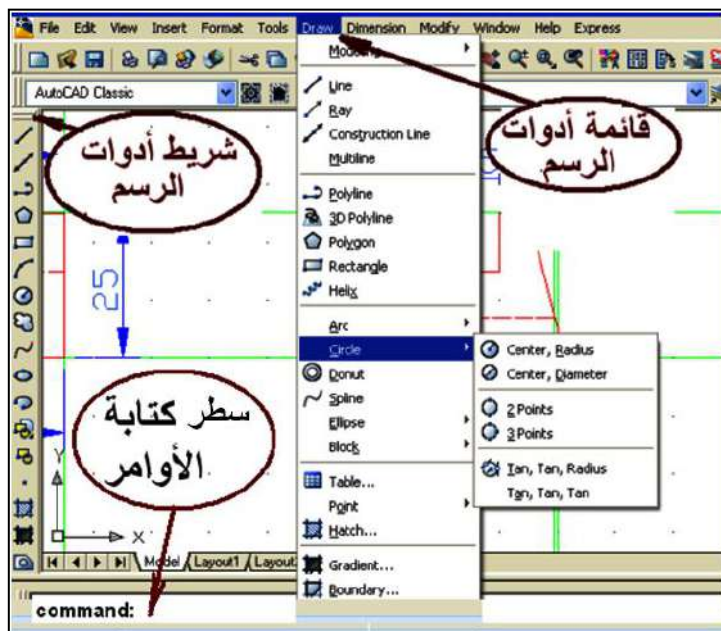 File Edit View Insert Format Tools Draw Dimension Modify Window Help Express
AutoCAD Classic
شريط أدوات
الرسم
قائمة أدوات
الرسم
Line
Ray
Construction Line
Multiline
Polyline
3D Polyline
Polygon
Rectangle
Helix
Arc
Circle
Donut
Spline
Ellipse
Block
Table...
Point
Hatch...
Gradient...
Boundary...
Center, Radius
Center, Diameter
2 Points
3 Points
Tan, Tan, Radius
Tan, Tan, Tan
25
سطر كتابة
الأوامر
Y
X
Model Layout1
command: